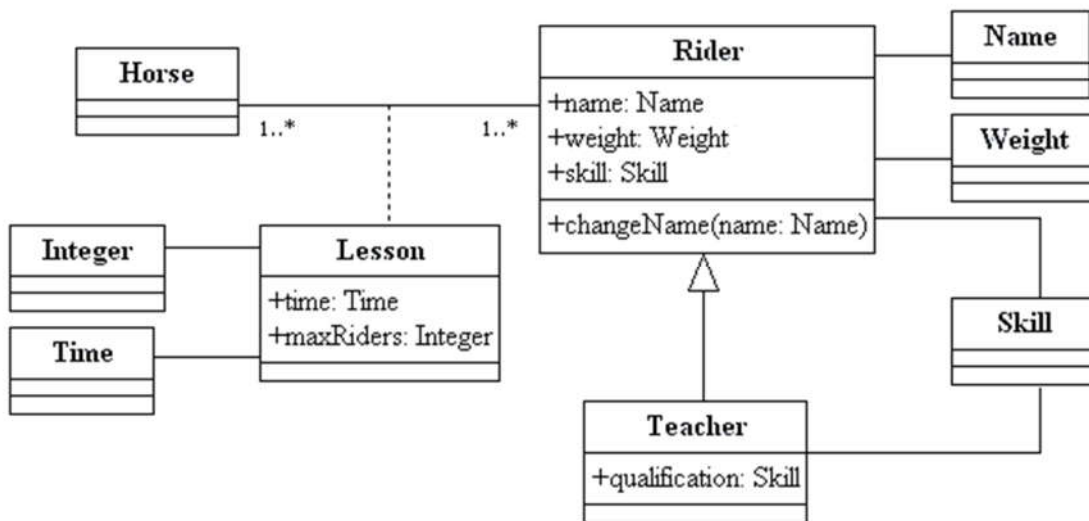 Horse
1..*
1..*
Rider
+name: Name
+weight: Weight
+skill: Skill
+changeName(name: Name)
Name
Weight
Integer
Time
Lesson
+time: Time
+maxRiders: Integer
Skill
Teacher
+qualification: Skill